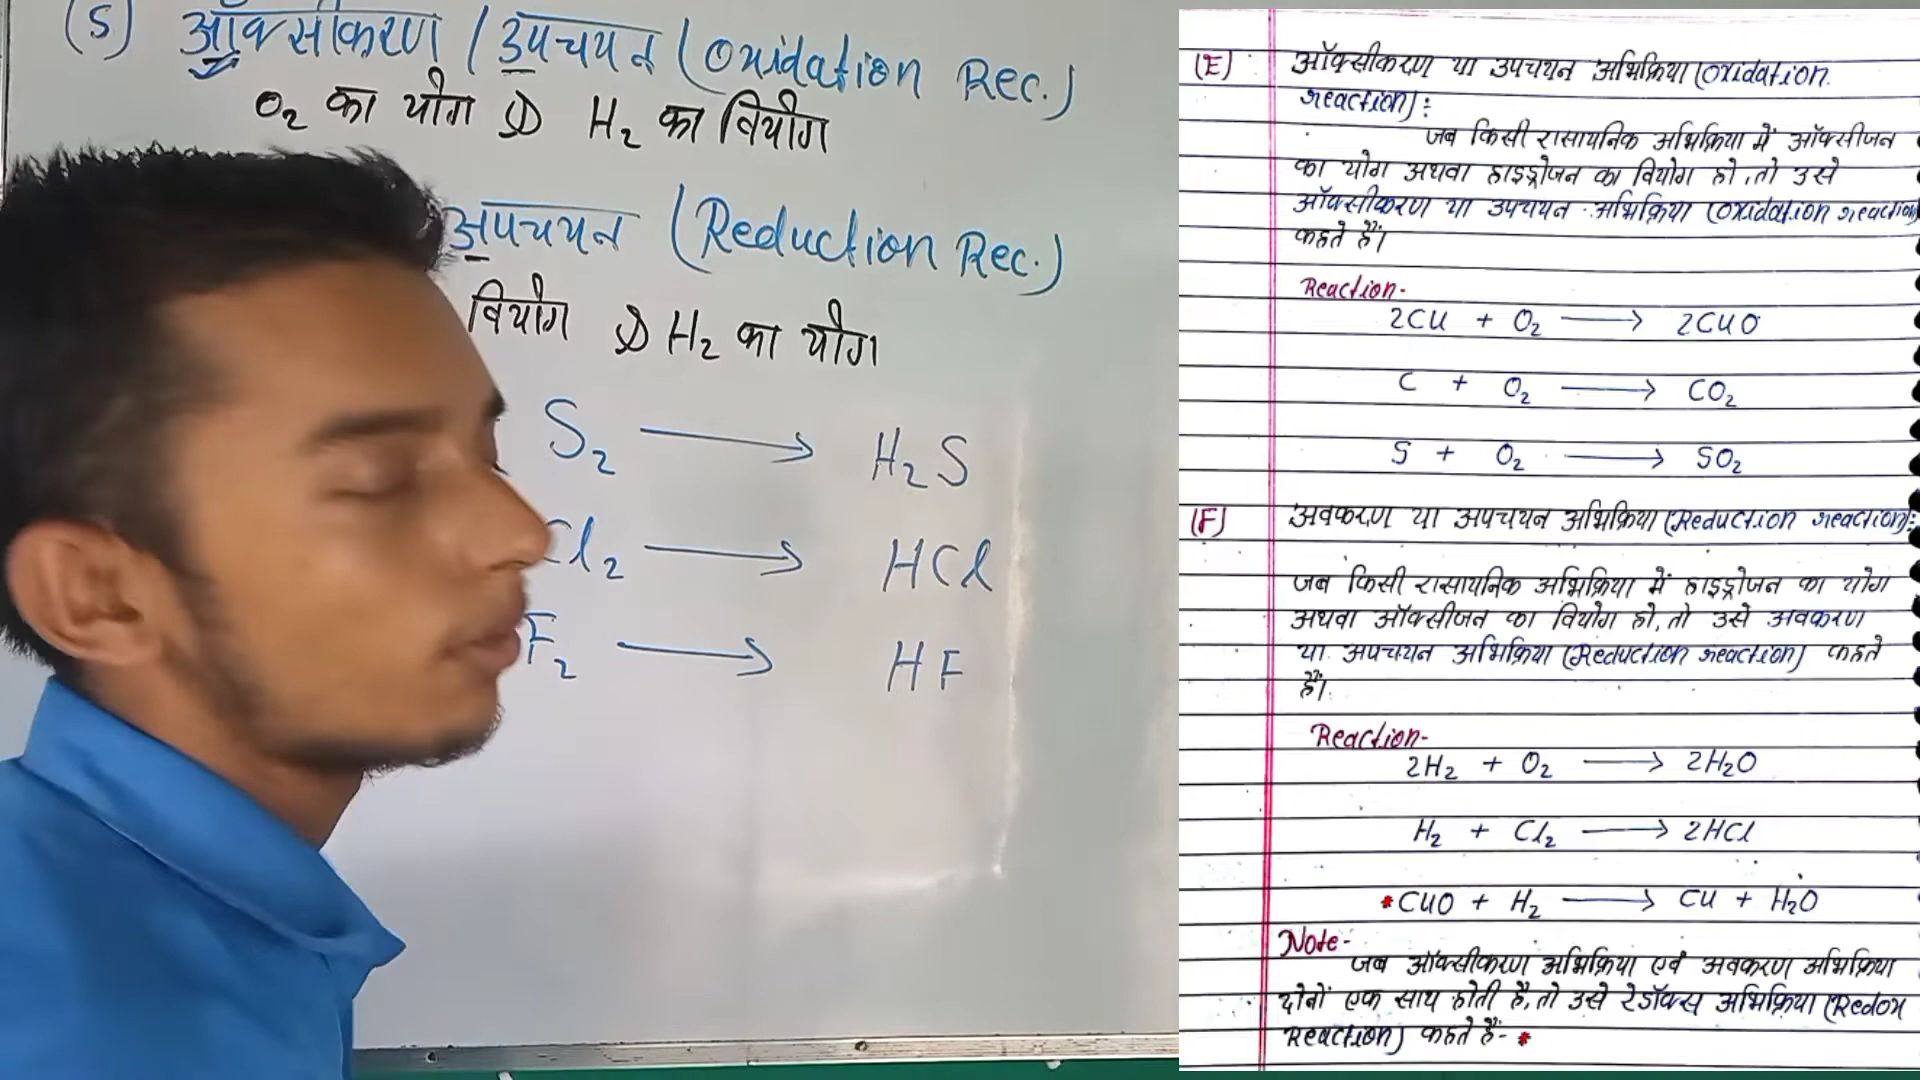 (5) ऑक्सीकरण / उपचयन (Oxidation Rec.)
O₂ का योग H₂ का वियोग
अपचयन (Reduction Rec.)
वियोग H₂ का योग
S₂ ⟶ H₂S
Cl₂ ⟶ HCl
F₂ ⟶ HF
(E) ऑक्सीकरण या उपचयन अभिक्रिया (Oxidation
reaction):
जब किसी रासायनिक अभिक्रिया में ऑक्सीजन
का योग अथवा हाइड्रोजन का वियोग हो, तो उसे
ऑक्सीकरण या उपचयन अभिक्रिया (Oxidation reaction)
कहते हैं।
Reaction-
2Cu + O₂ ⟶ 2CuO
C + O₂ ⟶ CO₂
S + O₂ ⟶ SO₂
(F) अवकरण या अपचयन अभिक्रिया (Reduction reaction):
जब किसी रासायनिक अभिक्रिया में हाइड्रोजन का योग
अथवा ऑक्सीजन का वियोग हो, तो उसे अवकरण
या अपचयन अभिक्रिया (Reduction reaction) कहते
हैं।
Reaction-
2H₂ + O₂ ⟶ 2H₂O
H₂ + Cl₂ ⟶ 2HCl
*CuO + H₂ ⟶ Cu + H₂O
Note-
जब ऑक्सीकरण अभिक्रिया एवं अवकरण अभिक्रिया
दोनों एक साथ होती है, तो उसे रेडॉक्स अभिक्रिया (Redox
Reaction) कहते हैं- *